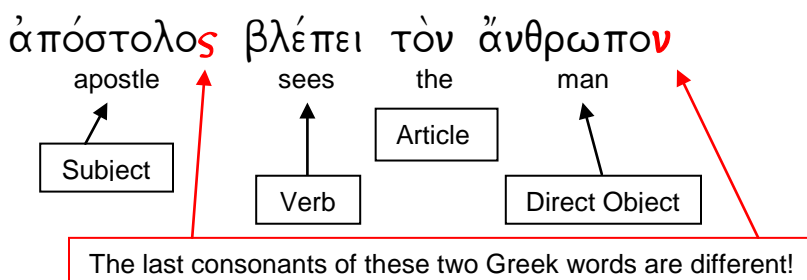 ἀπόστολος βλέπει τὸν ἄνθρωπον
apostle sees the man
Article
Subject
Verb Direct Object
The last consonants of these two Greek words are different!